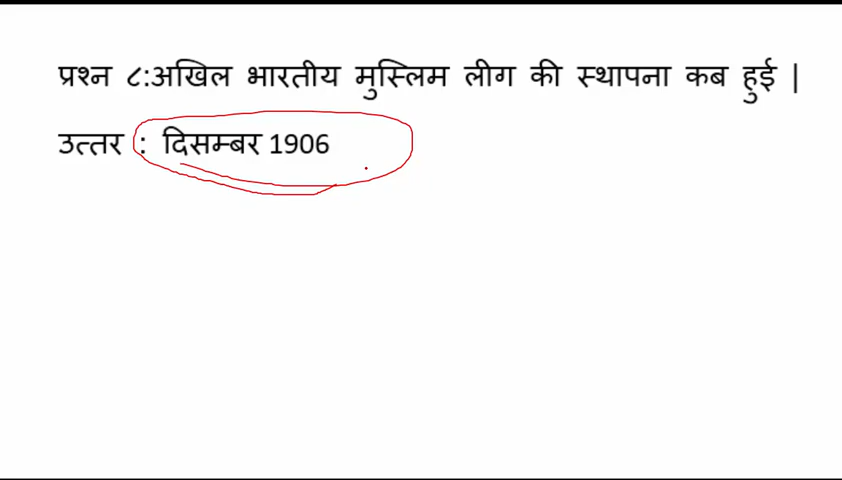 प्रश्न ८:अखिल भारतीय मुस्लिम लीग की स्थापना कब हुई |
उत्तर : दिसम्बर 1906